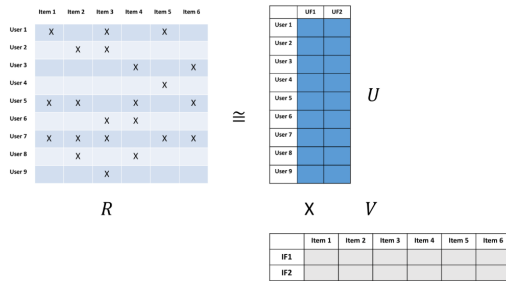 Item 1 Item 2 Item 3 Item 4 Item 5 Item 6
User 1 X X X
User 2 X X
User 3 X X
User 4 X
User 5 X X X X
User 6 X X
User 7 X X X X X
User 8 X X
User 9 X
R
≅
UF1 UF2
User 1
User 2
User 3
User 4
User 5
User 6
User 7
User 8
User 9
U
X V
Item 1 Item 2 Item 3 Item 4 Item 5 Item 6
IF1
IF2